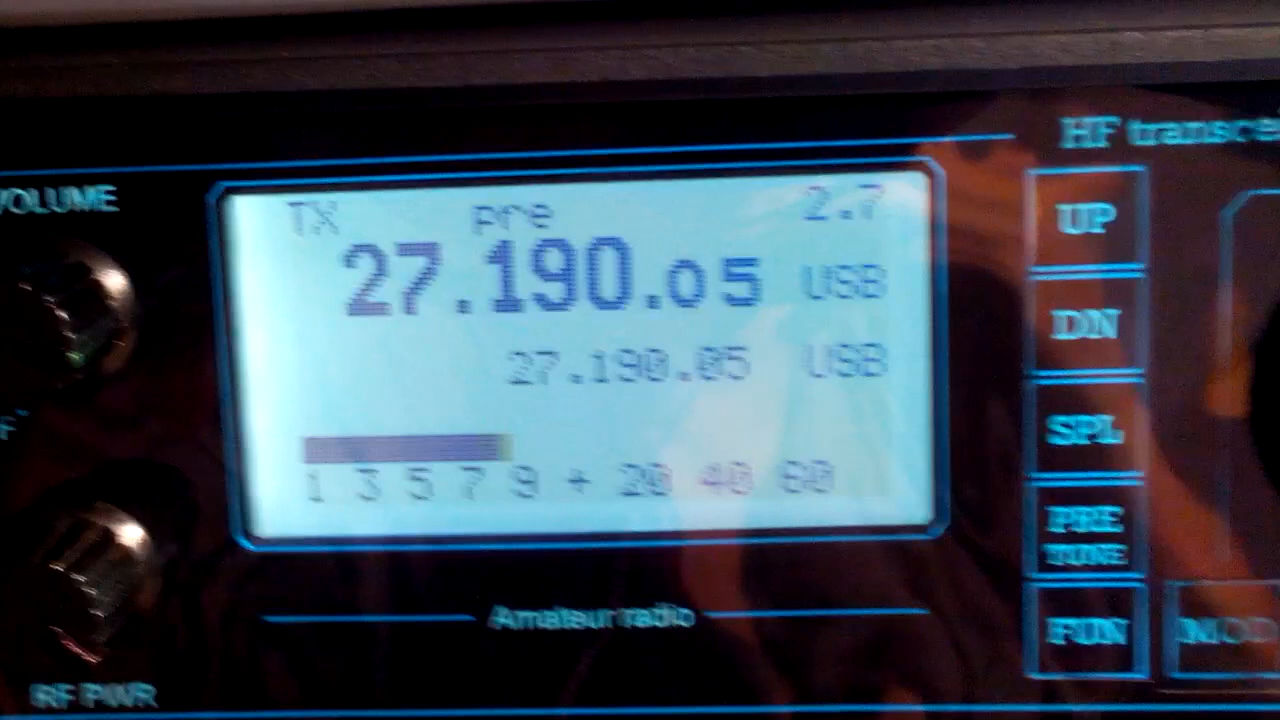 HF transce
VOLUME
TX pre 2.7
27.190.05 USB
27.190.05 USB
1 3 5 7 9 + 20 40 60
UP
DN
SPL
PRE
TUNE
FUN
MOD
Amateur radio
RF PWR